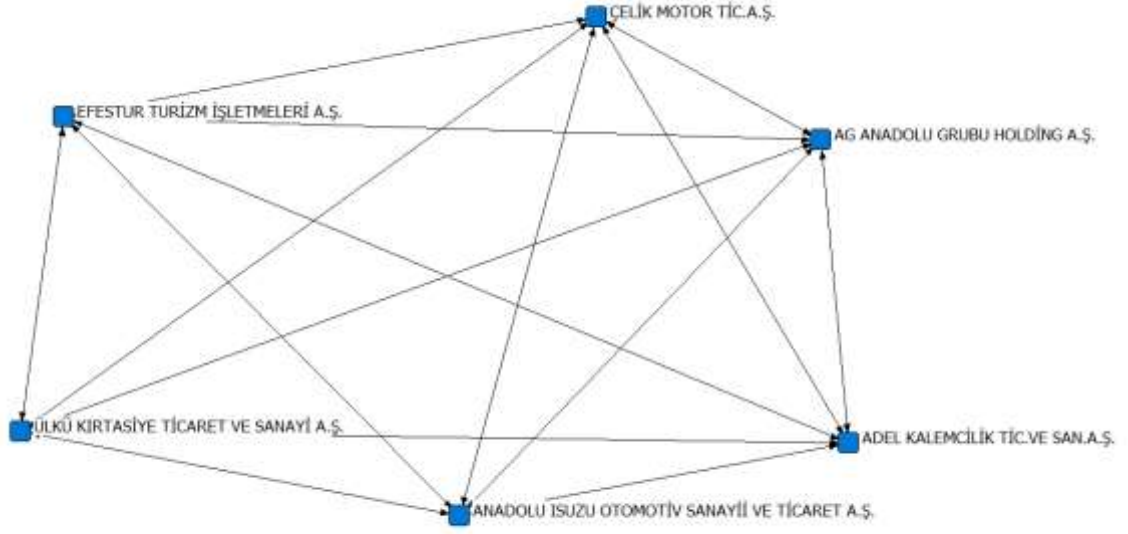 ÇELİK MOTOR TİC.A.Ş.
EFESTUR TURİZM İŞLETMELERİ A.Ş.
AG ANADOLU GRUBU HOLDİNG A.Ş.
ÜLKÜ KIRTASİYE TİCARET VE SANAYİ A.Ş.
ADEL KALEMCİLİK TİC.VE SAN.A.Ş.
ANADOLU ISUZU OTOMOTİV SANAYİİ VE TİCARET A.Ş.